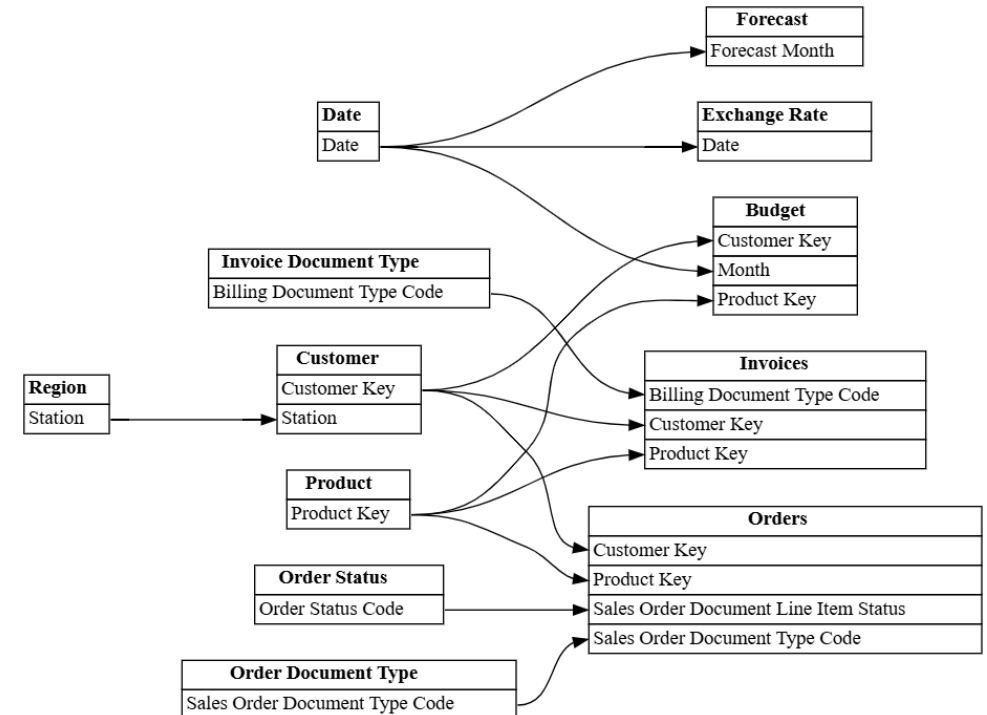 Forecast
Forecast Month
Date
Date
Exchange Rate
Date
Budget
Customer Key
Month
Product Key
Invoice Document Type
Billing Document Type Code
Invoices
Billing Document Type Code
Customer Key
Product Key
Customer
Customer Key
Station
Region
Station
Product
Product Key
Orders
Customer Key
Product Key
Sales Order Document Line Item Status
Sales Order Document Type Code
Order Status
Order Status Code
Order Document Type
Sales Order Document Type Code